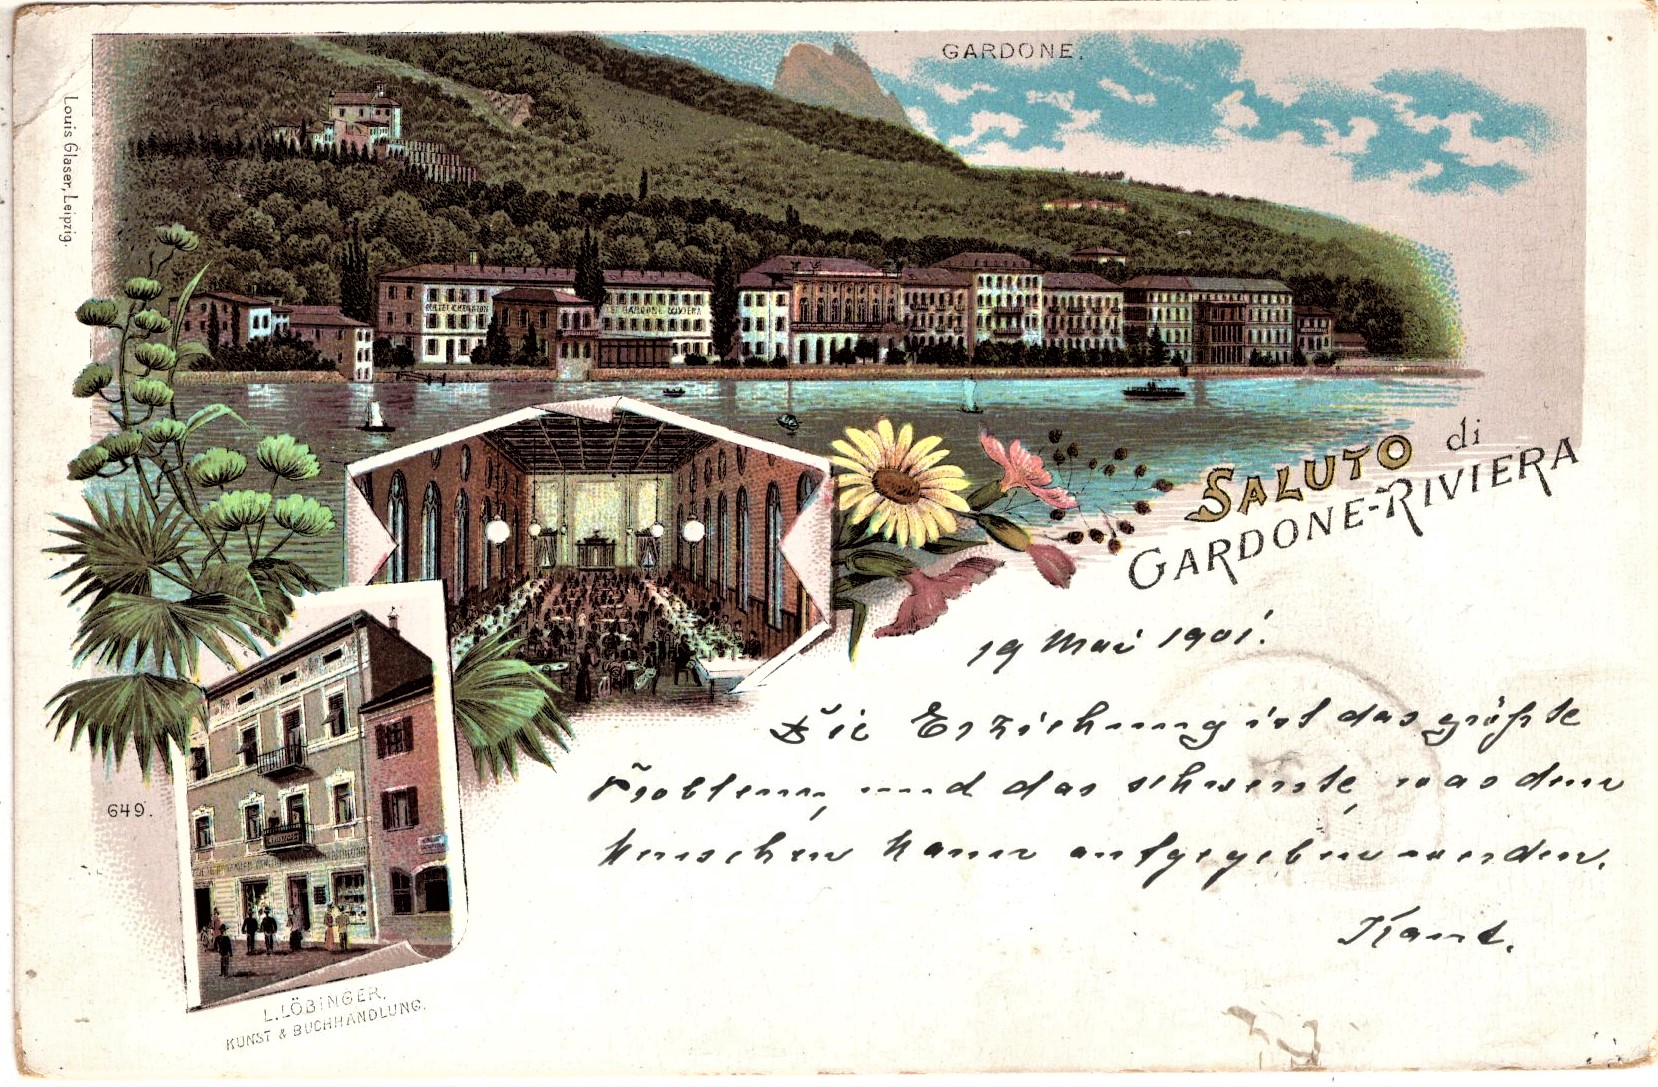 GARDONE.
Louis Glaser, Leipzig.
SALUTO di
GARDONE-RIVIERA
19 Mai 1901.
Die Erziehung ist das größte
Problem, und das schwerste, was dem
Menschen kann aufgegeben werden.
Kant.
649.
L. LÖBINGER.
KUNST & BUCHHANDLUNG.